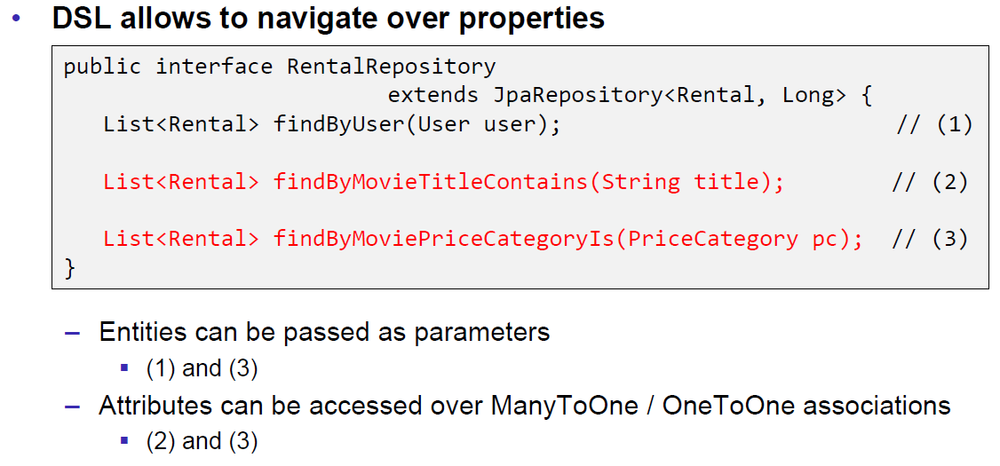 • DSL allows to navigate over properties
public interface RentalRepository
extends JpaRepository<Rental, Long> {
List<Rental> findByUser(User user); // (1)
List<Rental> findByMovieTitleContains(String title); // (2)
List<Rental> findByMoviePriceCategoryIs(PriceCategory pc); // (3)
}
– Entities can be passed as parameters
▪ (1) and (3)
– Attributes can be accessed over ManyToOne / OneToOne associations
▪ (2) and (3)